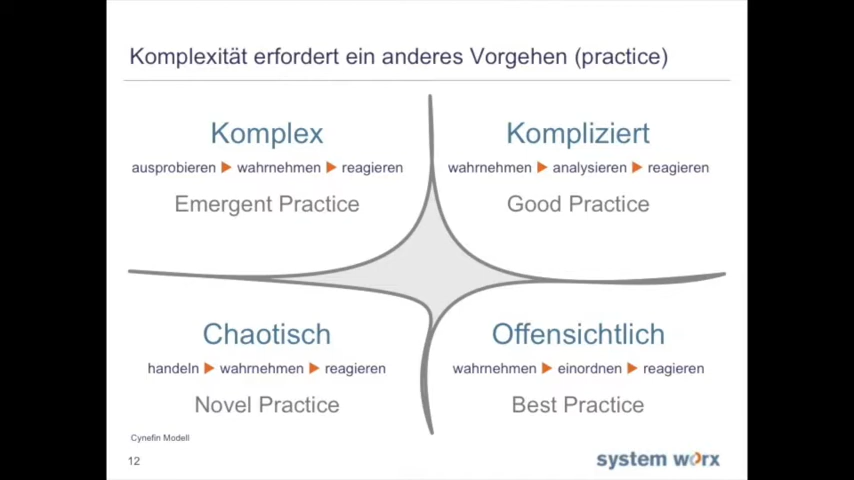 Komplexität erfordert ein anderes Vorgehen (practice)
Komplex
ausprobieren ▶ wahrnehmen ▶ reagieren
Emergent Practice
Kompliziert
wahrnehmen ▶ analysieren ▶ reagieren
Good Practice
Chaotisch
handeln ▶ wahrnehmen ▶ reagieren
Novel Practice
Offensichtlich
wahrnehmen ▶ einordnen ▶ reagieren
Best Practice
Cynefin Modell
12
system worx